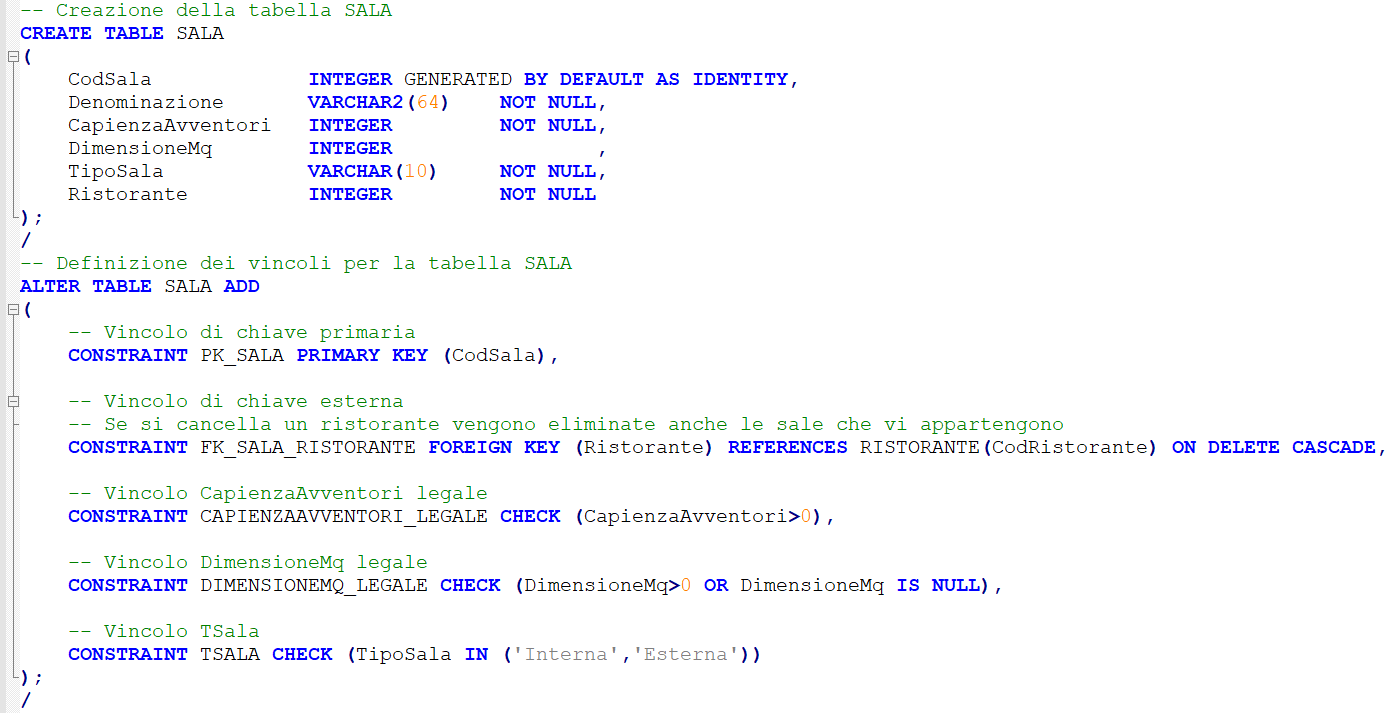 -- Creazione della tabella SALA
CREATE TABLE SALA
(
    CodSala             INTEGER GENERATED BY DEFAULT AS IDENTITY,
    Denominazione       VARCHAR2(64)    NOT NULL,
    CapienzaAvventori   INTEGER         NOT NULL,
    DimensioneMq        INTEGER                 ,
    TipoSala            VARCHAR(10)     NOT NULL,
    Ristorante          INTEGER         NOT NULL
);
/
-- Definizione dei vincoli per la tabella SALA
ALTER TABLE SALA ADD
(
    -- Vincolo di chiave primaria
    CONSTRAINT PK_SALA PRIMARY KEY (CodSala),

    -- Vincolo di chiave esterna
    -- Se si cancella un ristorante vengono eliminate anche le sale che vi appartengono
    CONSTRAINT FK_SALA_RISTORANTE FOREIGN KEY (Ristorante) REFERENCES RISTORANTE(CodRistorante) ON DELETE CASCADE,

    -- Vincolo CapienzaAvventori legale
    CONSTRAINT CAPIENZAAVVENTORI_LEGALE CHECK (CapienzaAvventori>0),

    -- Vincolo DimensioneMq legale
    CONSTRAINT DIMENSIONEMQ_LEGALE CHECK (DimensioneMq>0 OR DimensioneMq IS NULL),

    -- Vincolo TSala
    CONSTRAINT TSALA CHECK (TipoSala IN ('Interna','Esterna'))
);
/